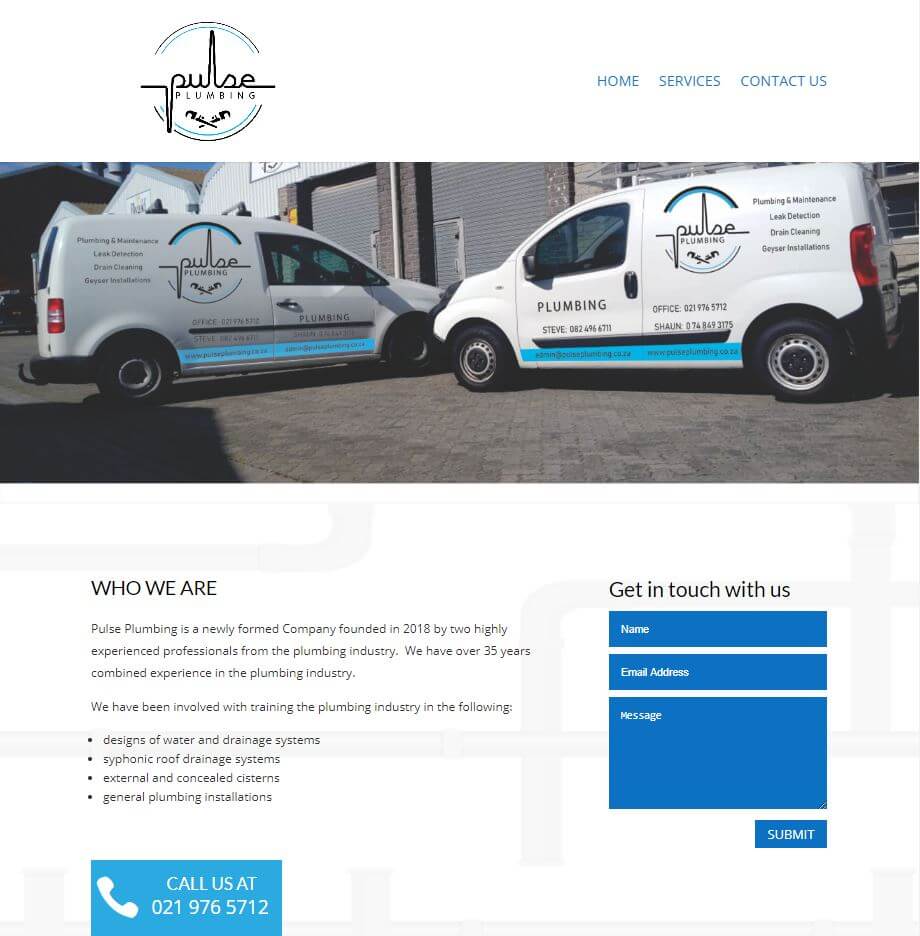 pulse
PLUMBING
HOME SERVICES CONTACT US
Plumbing & Maintenance
Leak Detection
Drain Cleaning
Geyser Installations
pulse
PLUMBING
OFFICE: 021 976 5712
PLUMBING
STEVE: 082 496 6711
SHAUN: 074 849 3175
www.pulseplumbing.co.za
admin@pulseplumbing.co.za
pulse
PLUMBING
Plumbing & Maintenance
Leak Detection
Drain Cleaning
Geyser Installations
PLUMBING
OFFICE: 021 976 5712
STEVE: 082 496 6711
SHAUN: 0 74 849 3175
admin@pulseplumbing.co.za
www.pulseplumbing.co.za
WHO WE ARE
Pulse Plumbing is a newly formed Company founded in 2018 by two highly
experienced professionals from the plumbing industry. We have over 35 years
combined experience in the plumbing industry.
We have been involved with training the plumbing industry in the following:
• designs of water and drainage systems
• syphonic roof drainage systems
• external and concealed cisterns
• general plumbing installations
CALL US AT
021 976 5712
Get in touch with us
Name
Email Address
Message
SUBMIT